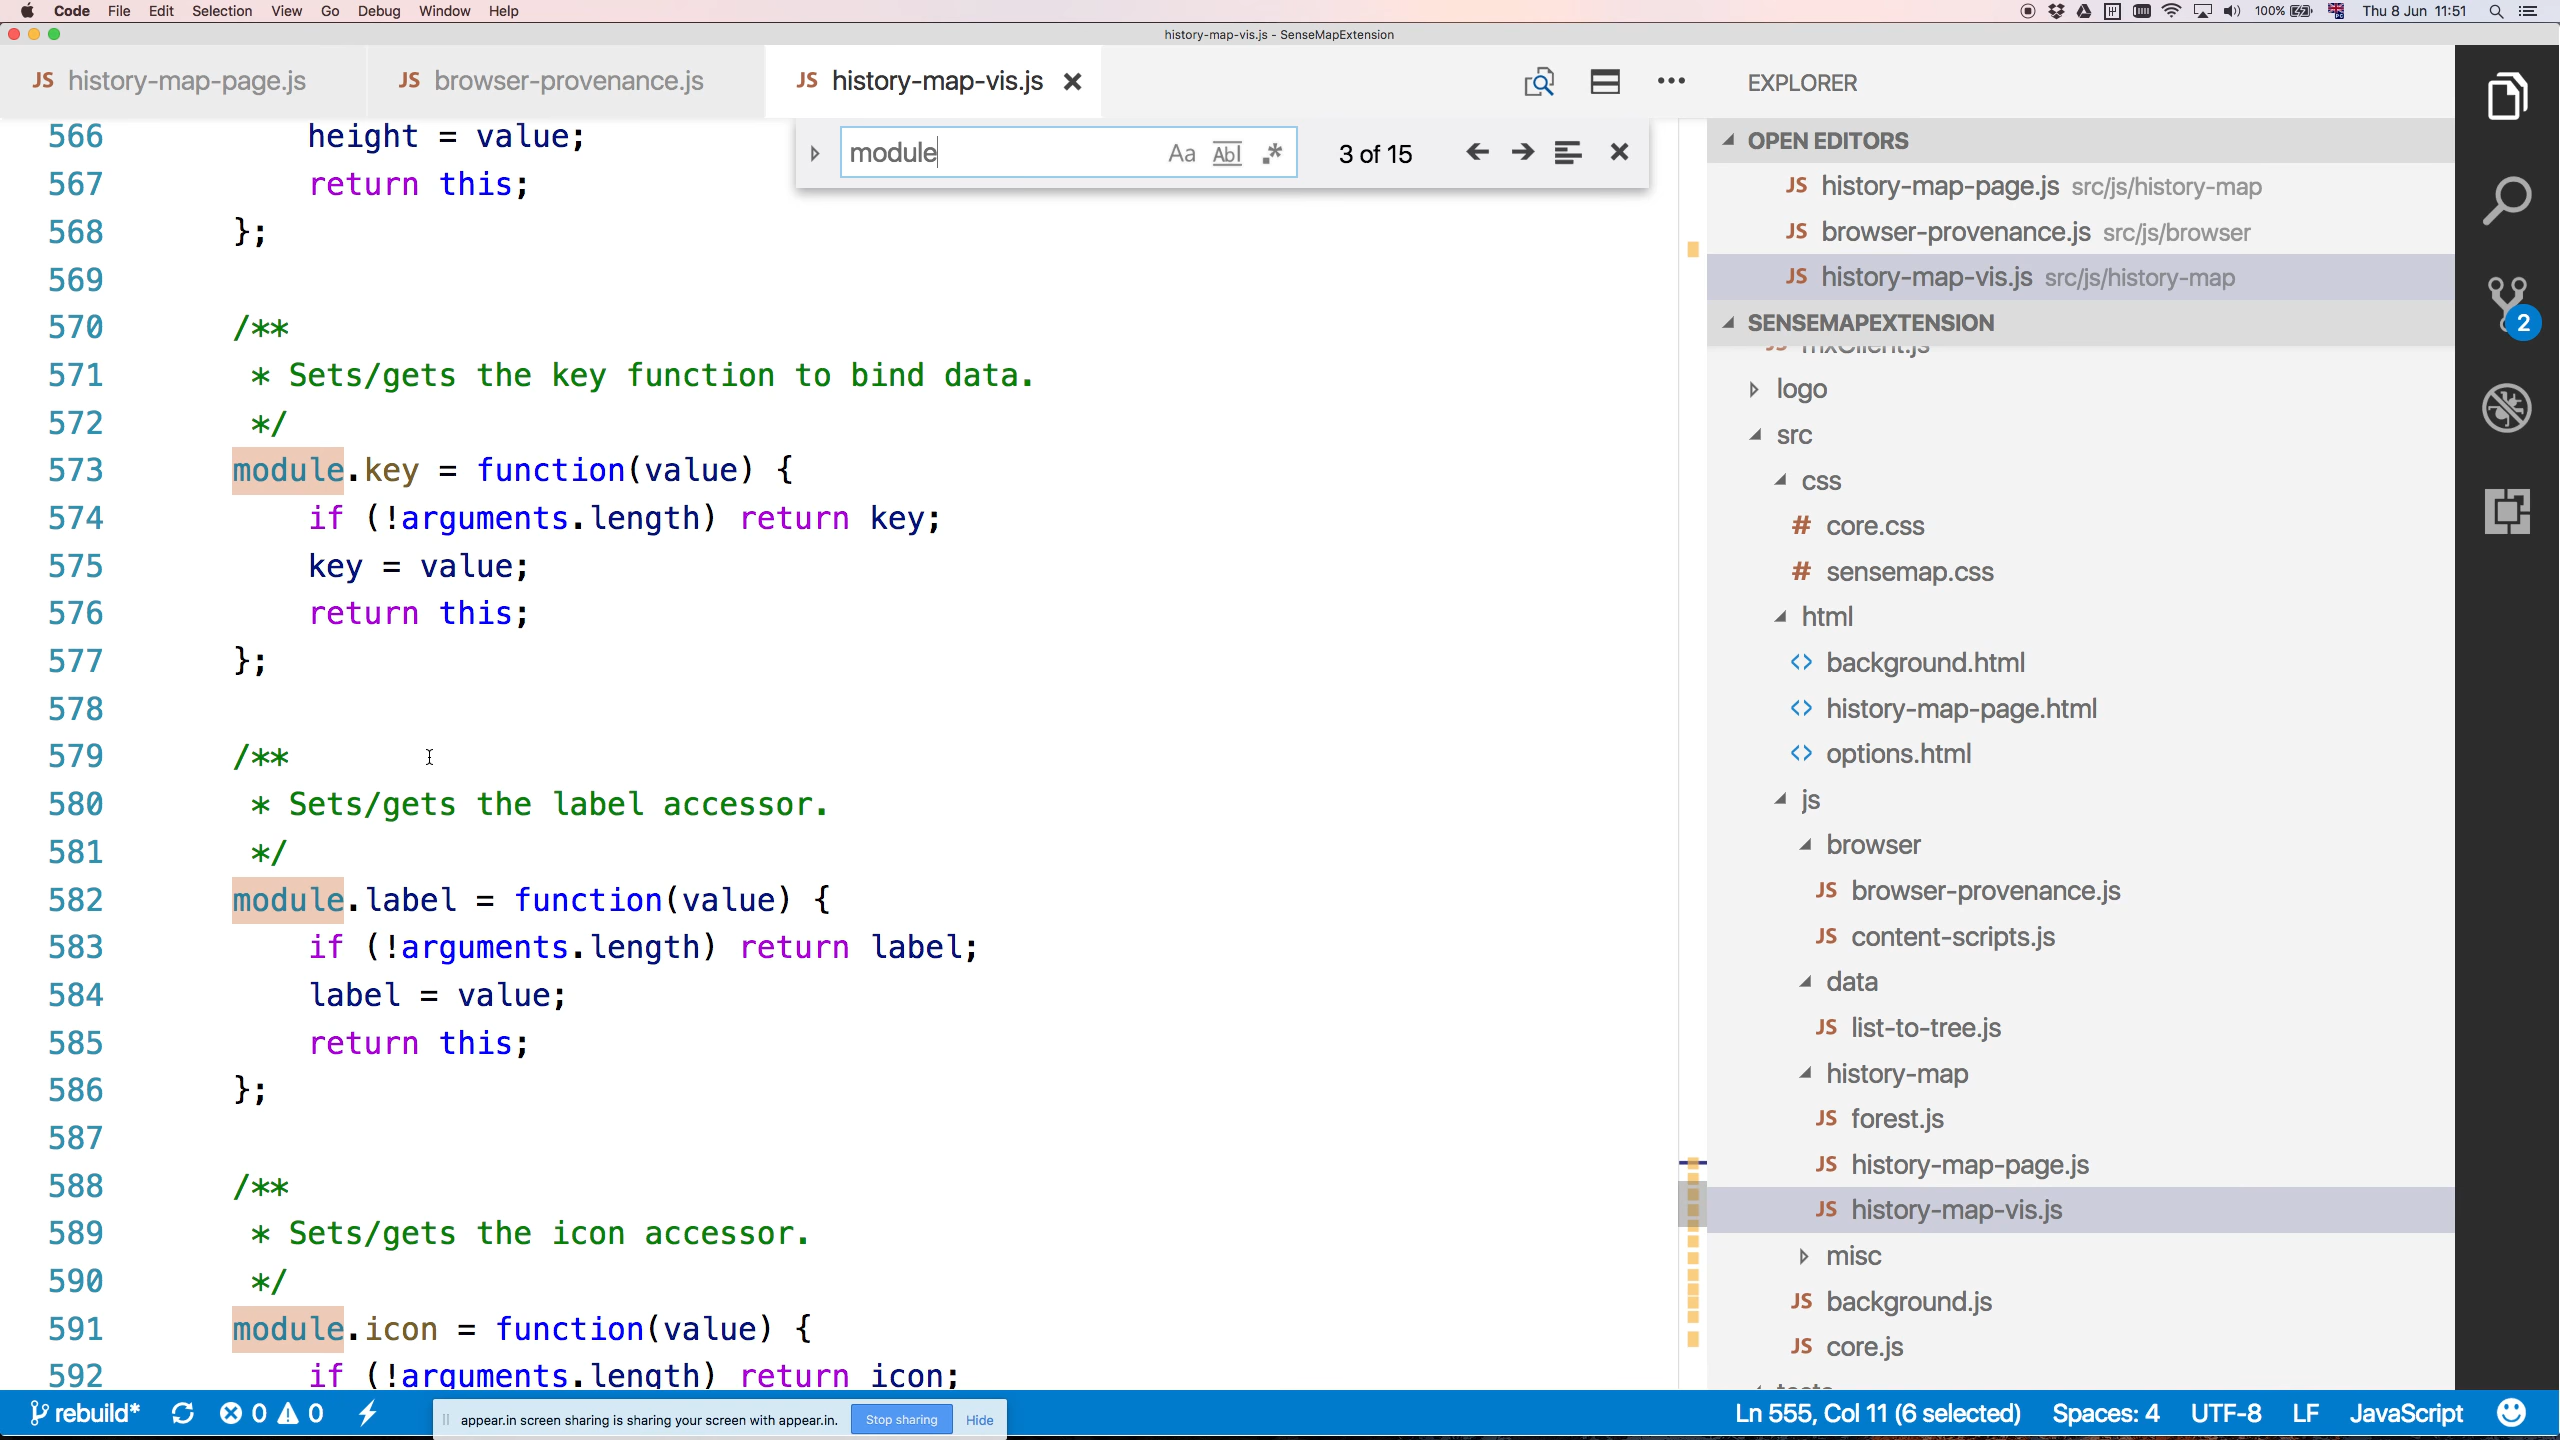 Code File Edit Selection View Go Debug Window Help 100% Thu 8 Jun 11:51
history-map-vis.js - SenseMapExtension
JS history-map-page.js JS browser-provenance.js JS history-map-vis.js
module Aa Abl .* 3 of 15
566 height = value;
567 return this;
568 };
569
570 /**
571 * Sets/gets the key function to bind data.
572 */
573 module.key = function(value) {
574 if (!arguments.length) return key;
575 key = value;
576 return this;
577 };
578
579 /**
580 * Sets/gets the label accessor.
581 */
582 module.label = function(value) {
583 if (!arguments.length) return label;
584 label = value;
585 return this;
586 };
587
588 /**
589 * Sets/gets the icon accessor.
590 */
591 module.icon = function(value) {
592 if (!arguments.length) return icon;
EXPLORER
OPEN EDITORS
JS history-map-page.js src/js/history-map
JS browser-provenance.js src/js/browser
JS history-map-vis.js src/js/history-map
SENSEMAPEXTENSION
JS mxClient.js
logo
src
css
# core.css
# sensemap.css
html
<> background.html
<> history-map-page.html
<> options.html
js
browser
JS browser-provenance.js
JS content-scripts.js
data
JS list-to-tree.js
history-map
JS forest.js
JS history-map-page.js
JS history-map-vis.js
misc
JS background.js
JS core.js
2
rebuild* 0 0
appear.in screen sharing is sharing your screen with appear.in. Stop sharing Hide
Ln 555, Col 11 (6 selected) Spaces: 4 UTF-8 LF JavaScript